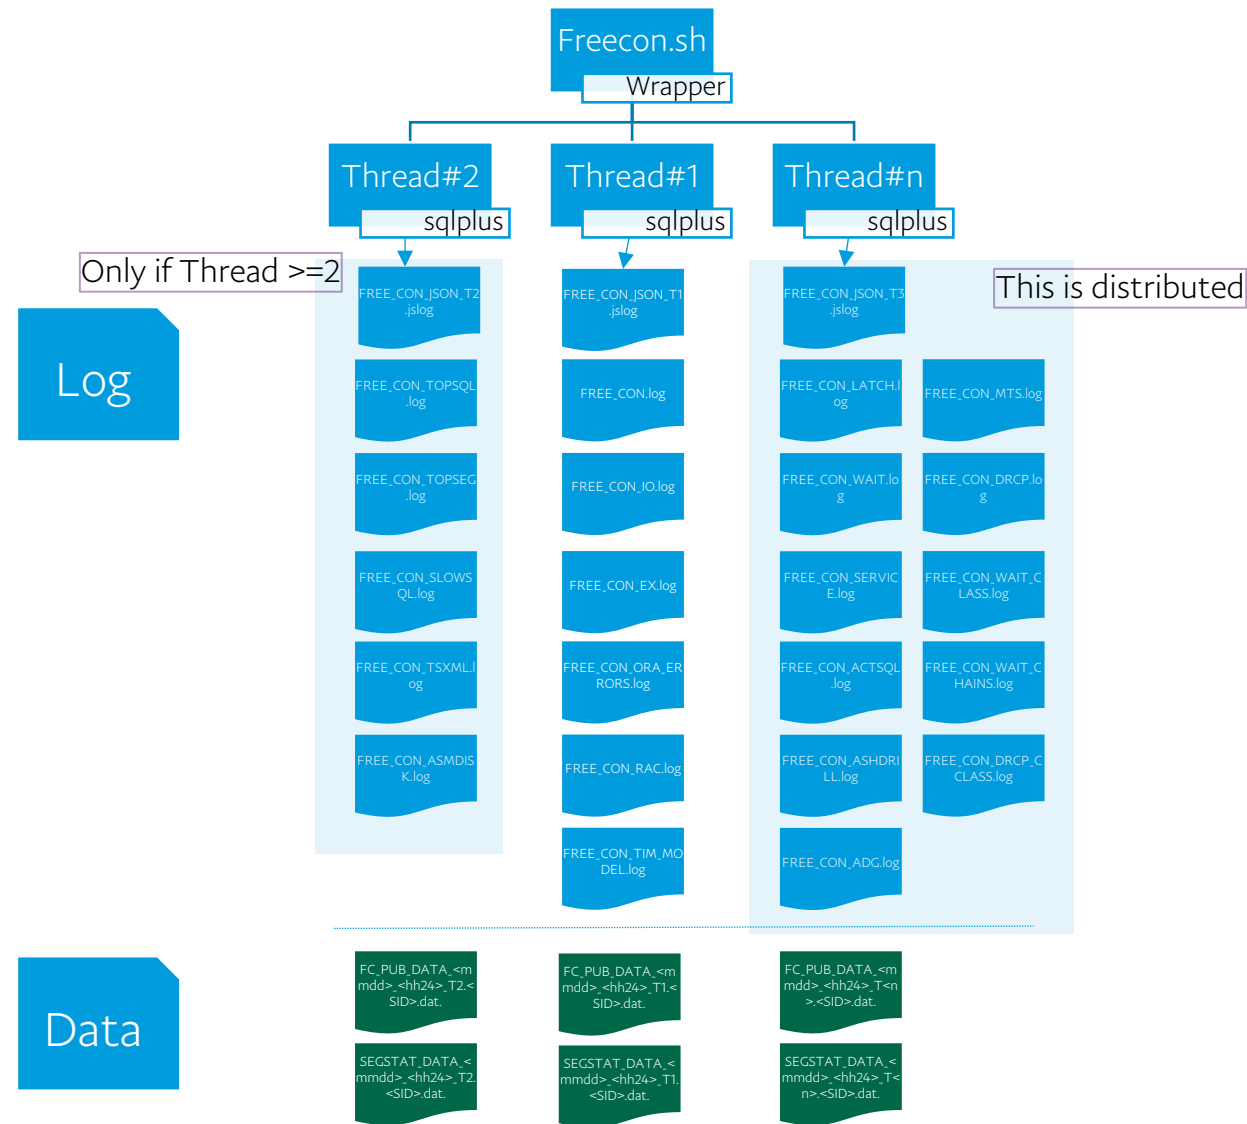 Freecon.sh
Wrapper
Thread#2
sqlplus
Thread#1
sqlplus
Thread#n
sqlplus
Only if Thread >=2
This is distributed
Log
FREE_CON_JSON_T2
.jslog
FREE_CON_TOPSQL
.log
FREE_CON_TOPSEG
.log
FREE_CON_SLOWS
QL.log
FREE_CON_TSXML.l
og
FREE_CON_ASMDIS
K.log
FREE_CON_JSON_T1
.jslog
FREE_CON.log
FREE_CON_IO.log
FREE_CON_EX.log
FREE_CON_ORA_ER
RORS.log
FREE_CON_RAC.log
FREE_CON_TIM_MO
DEL.log
FREE_CON_JSON_T3
.jslog
FREE_CON_LATCH.l
og
FREE_CON_WAIT.lo
g
FREE_CON_SERVIC
E.log
FREE_CON_ACTSQL
.log
FREE_CON_ASHDRI
LL.log
FREE_CON_ADG.log
FREE_CON_MTS.log
FREE_CON_DRCP.lo
g
FREE_CON_WAIT_C
LASS.log
FREE_CON_WAIT_C
HAINS.log
FREE_CON_DRCP_C
CLASS.log
Data
FC_PUB_DATA_<m
mdd>_<hh24>_T2.<
SID>.dat.
SEGSTAT_DATA_<
mmdd>_<hh24>_T2.
<SID>.dat.
FC_PUB_DATA_<m
mdd>_<hh24>_T1.<
SID>.dat.
SEGSTAT_DATA_<
mmdd>_<hh24>_T1.
<SID>.dat.
FC_PUB_DATA_<m
mdd>_<hh24>_T<n
>.<SID>.dat.
SEGSTAT_DATA_<
mmdd>_<hh24>_T<
n>.<SID>.dat.